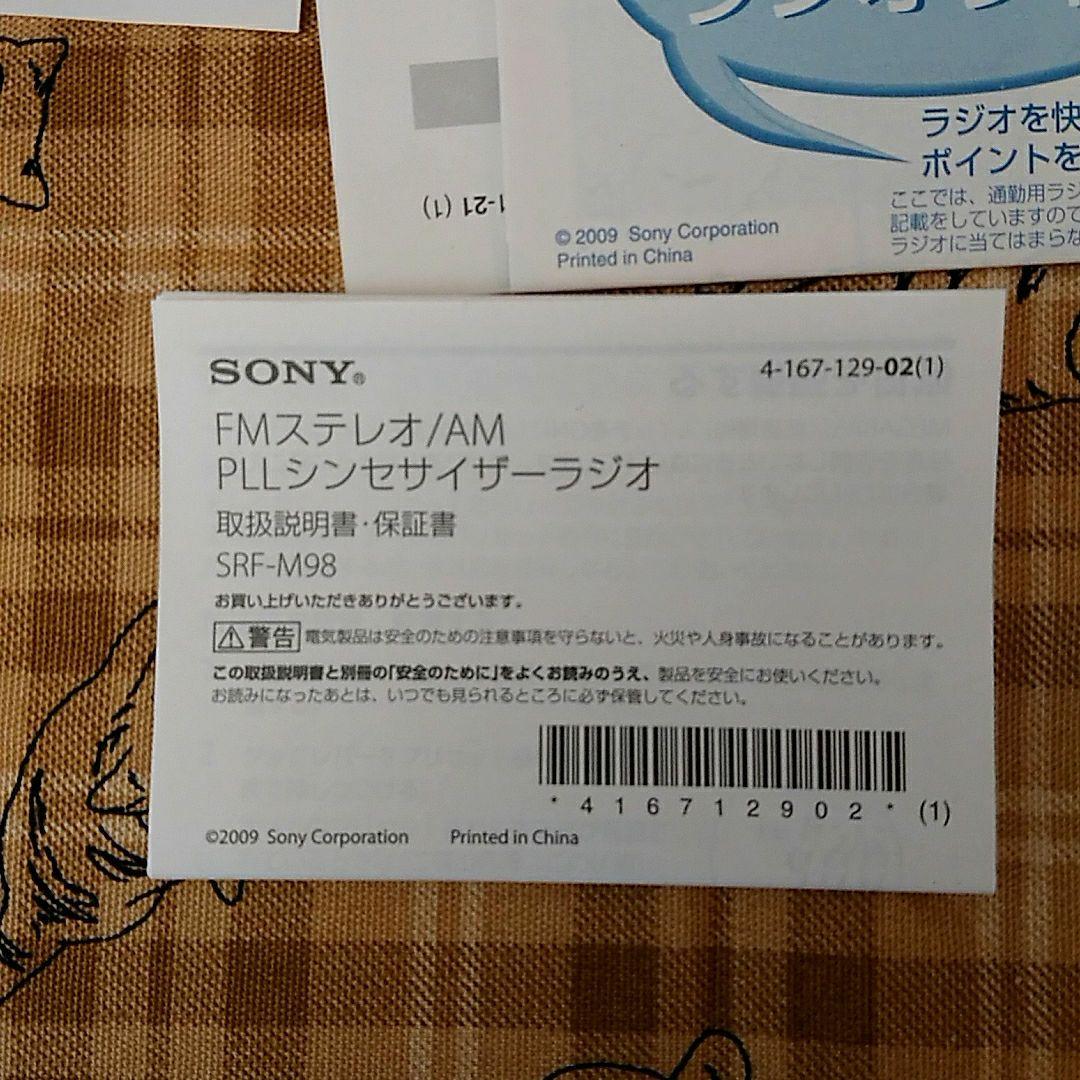 ラジオを快
ポイントを
ここでは、通勤用ラジ
記載をしていますので
ラジオに当てはまらな
© 2009 Sony Corporation
Printed in China
1-21 (1)
SONY®
4-167-129-02(1)
FMステレオ/AM
PLLシンセサイザーラジオ
取扱説明書·保証書
SRF-M98
お買い上げいただきありがとうございます。
⚠警告 電気製品は安全のための注意事項を守らないと、火災や人身事故になることがあります。
この取扱説明書と別冊の「安全のために」をよくお読みのうえ、製品を安全にお使いください。
お読みになったあとは、いつでも見られるところに必ず保管してください。
* 4 1 6 7 1 2 9 0 2 * (1)
©2009 Sony Corporation Printed in China